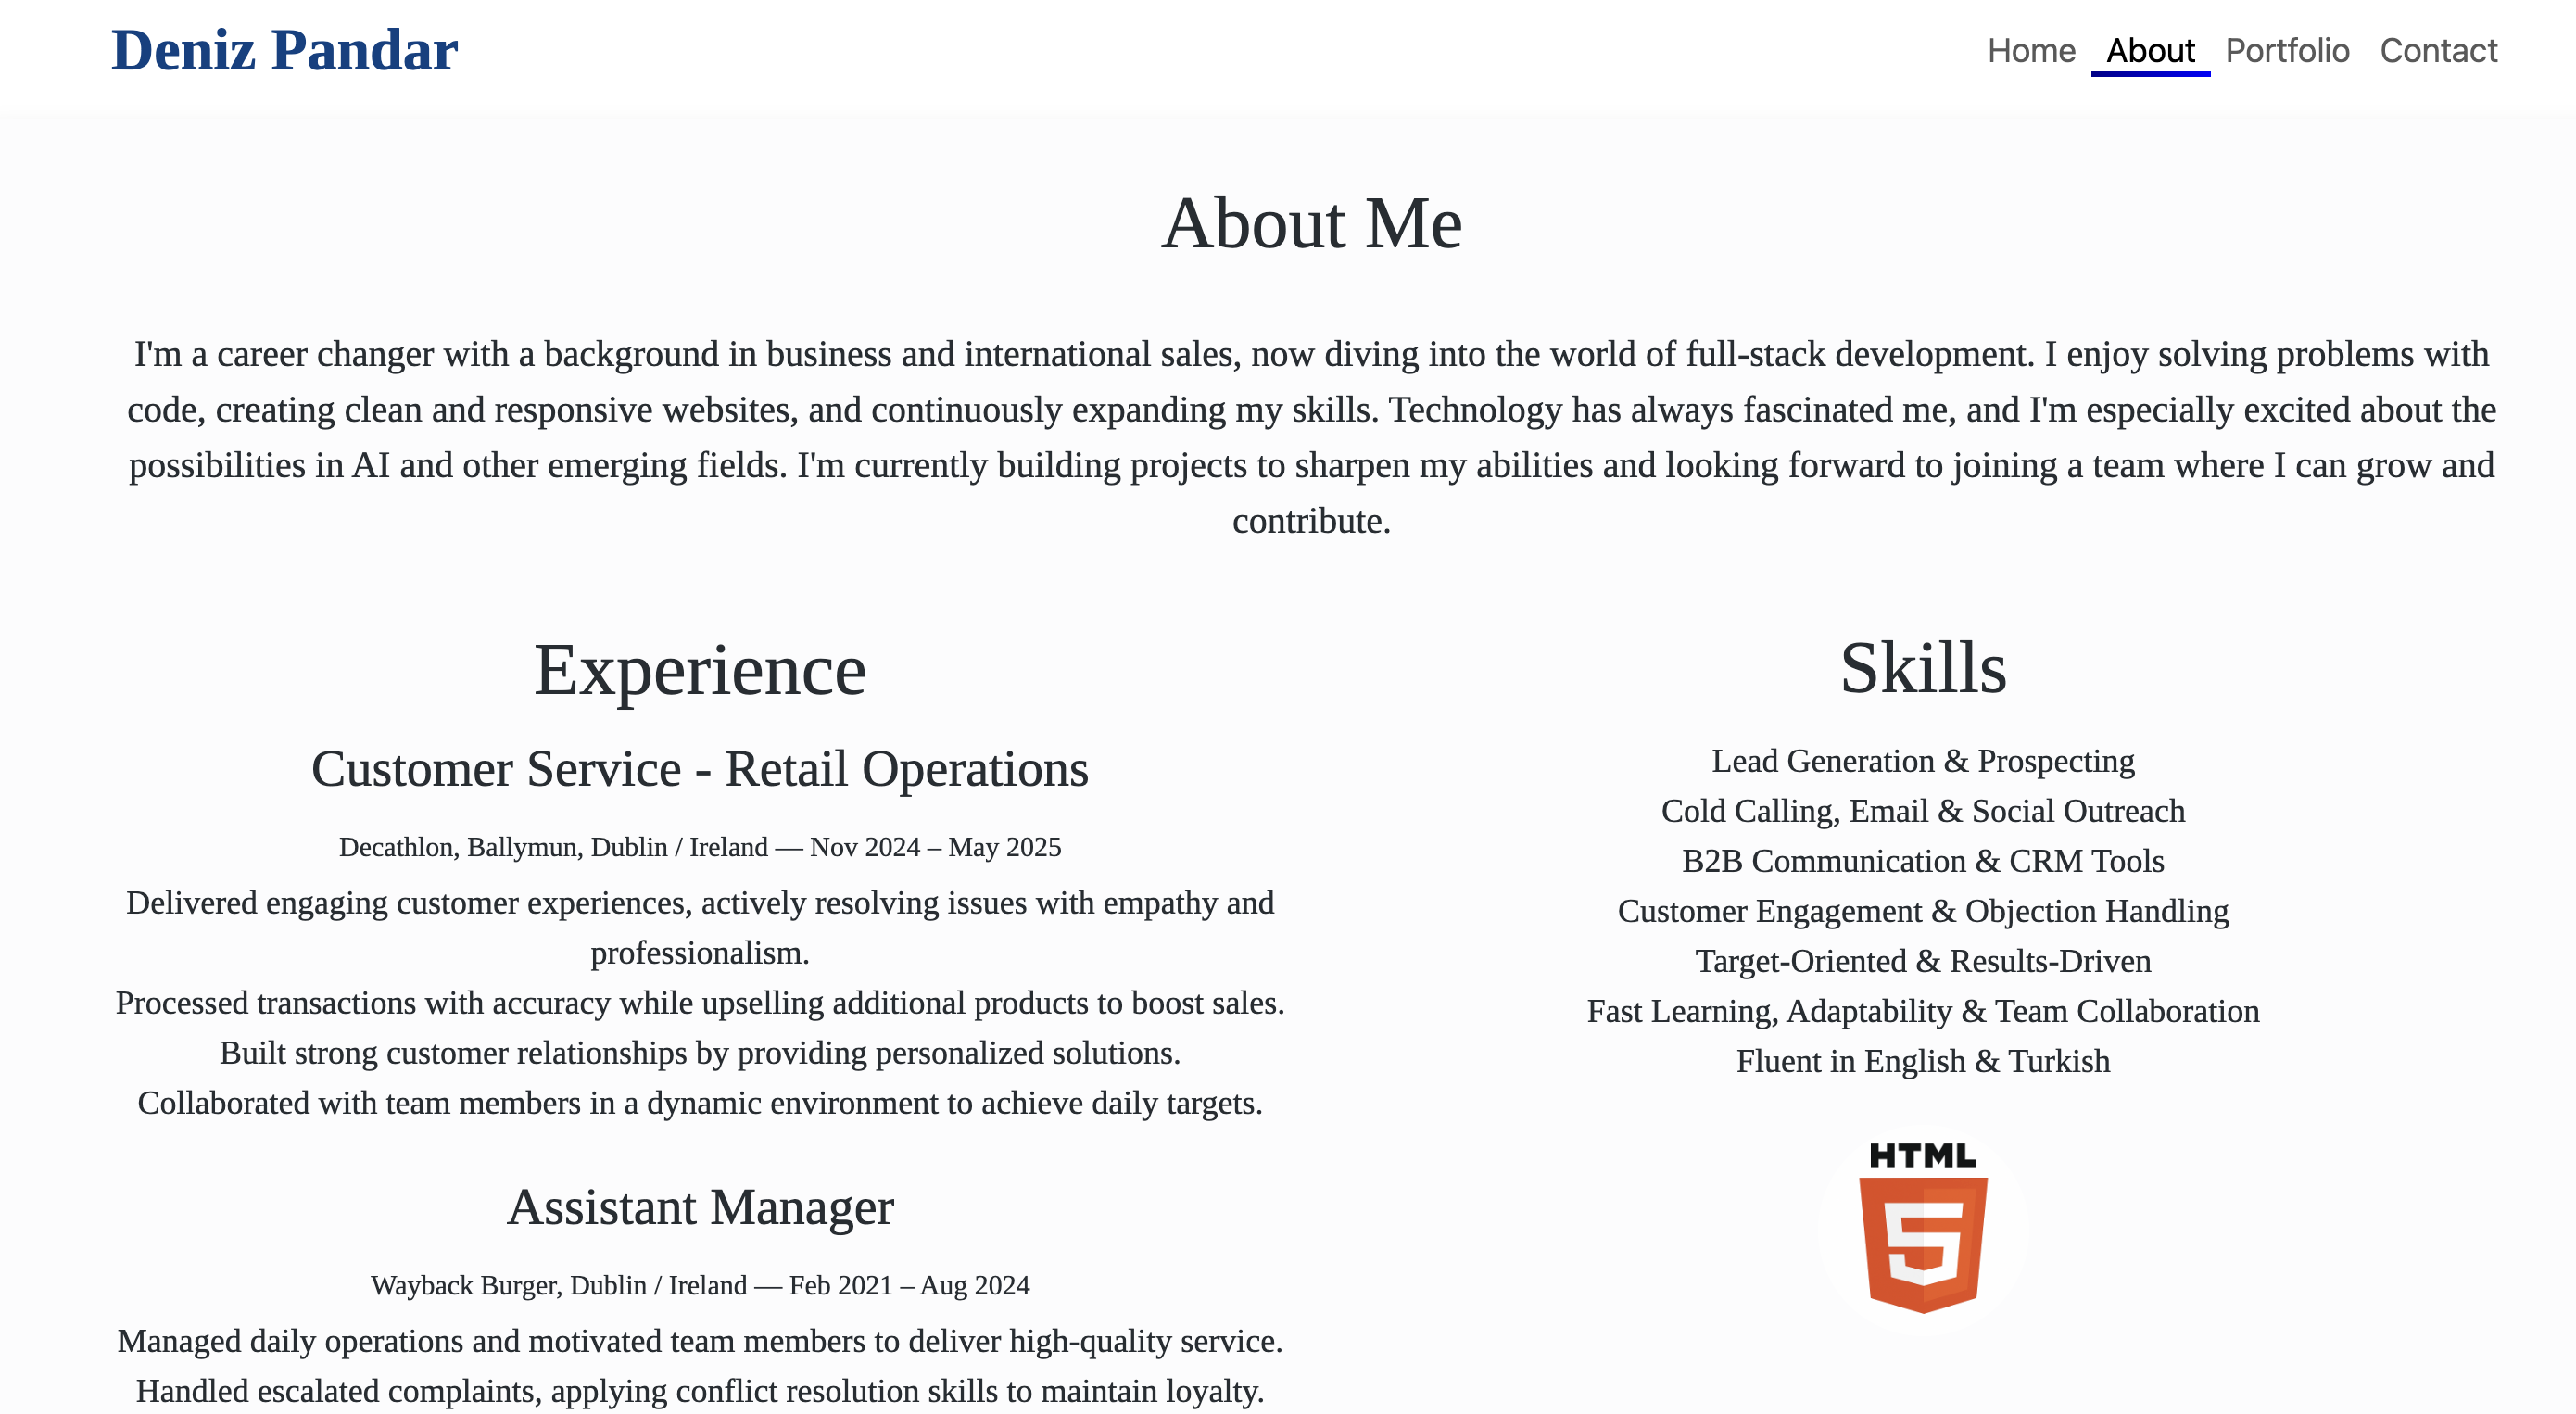 Deniz Pandar
Home About Portfolio Contact
About Me
I'm a career changer with a background in business and international sales, now diving into the world of full-stack development. I enjoy solving problems with
code, creating clean and responsive websites, and continuously expanding my skills. Technology has always fascinated me, and I'm especially excited about the
possibilities in AI and other emerging fields. I'm currently building projects to sharpen my abilities and looking forward to joining a team where I can grow and
contribute.
Experience
Customer Service - Retail Operations
Decathlon, Ballymun, Dublin / Ireland — Nov 2024 – May 2025
Delivered engaging customer experiences, actively resolving issues with empathy and
professionalism.
Processed transactions with accuracy while upselling additional products to boost sales.
Built strong customer relationships by providing personalized solutions.
Collaborated with team members in a dynamic environment to achieve daily targets.
Assistant Manager
Wayback Burger, Dublin / Ireland — Feb 2021 – Aug 2024
Managed daily operations and motivated team members to deliver high-quality service.
Handled escalated complaints, applying conflict resolution skills to maintain loyalty.
Skills
Lead Generation & Prospecting
Cold Calling, Email & Social Outreach
B2B Communication & CRM Tools
Customer Engagement & Objection Handling
Target-Oriented & Results-Driven
Fast Learning, Adaptability & Team Collaboration
Fluent in English & Turkish
HTML
5